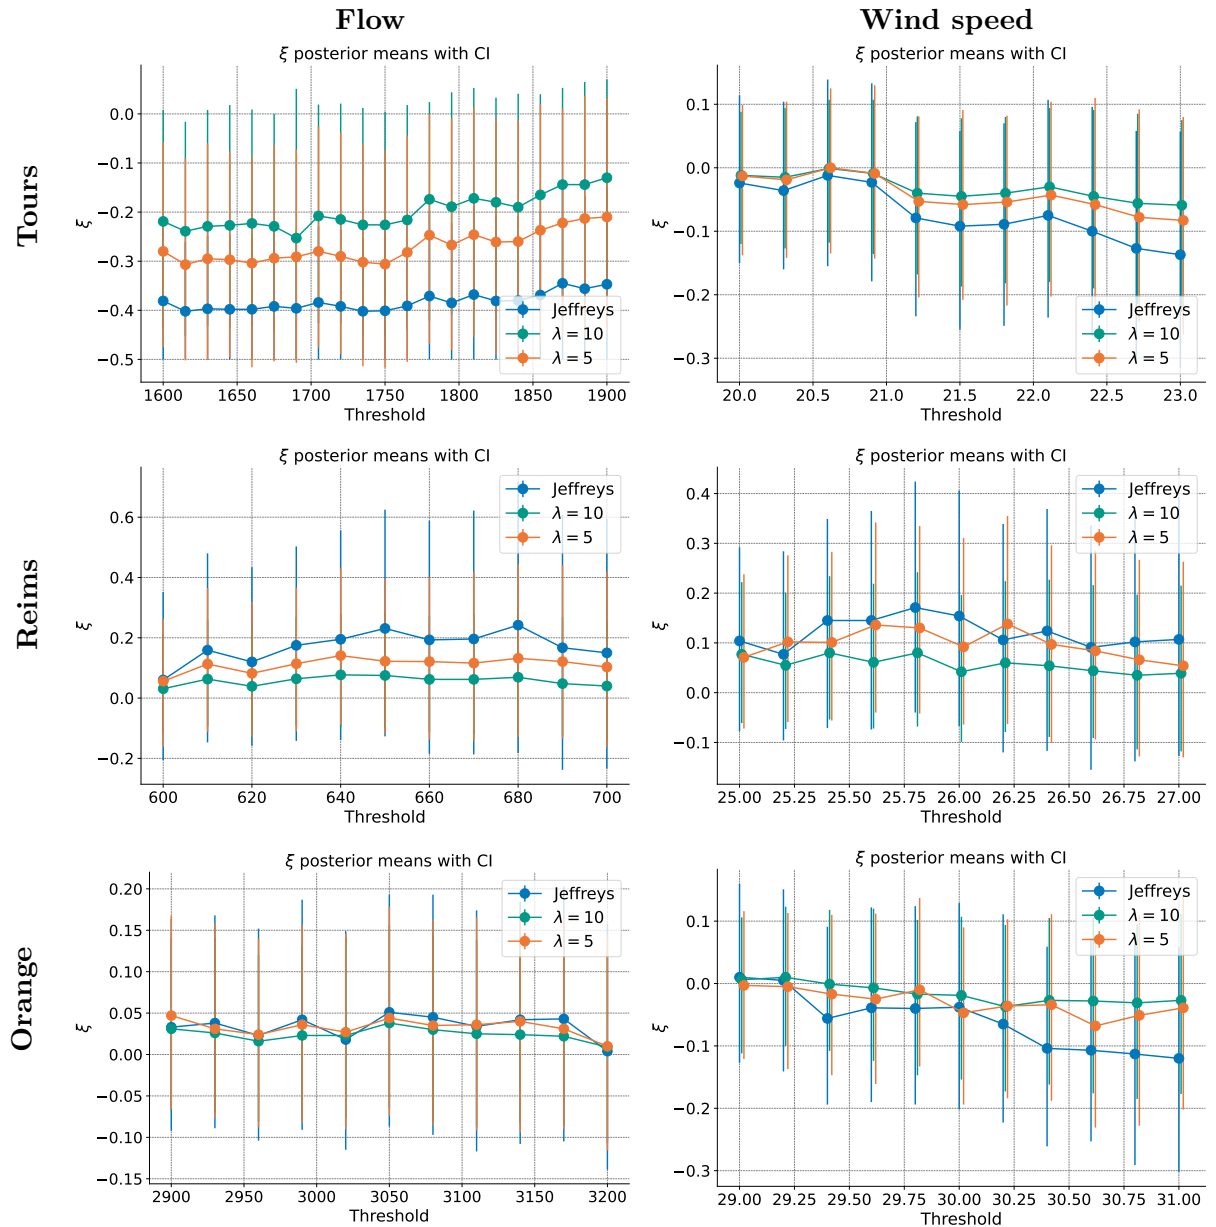 Flow
Wind speed
Tours
ξ posterior means with CI
0.0
−0.1
−0.2
−0.3
−0.4
−0.5
ξ
1600 1650 1700 1750 1800 1850 1900
Threshold
Jeffreys
λ = 10
λ = 5
ξ posterior means with CI
0.1
0.0
−0.1
−0.2
−0.3
ξ
20.0 20.5 21.0 21.5 22.0 22.5 23.0
Threshold
Jeffreys
λ = 10
λ = 5
Reims
ξ posterior means with CI
0.6
0.4
0.2
0.0
−0.2
ξ
600 620 640 660 680 700
Threshold
Jeffreys
λ = 10
λ = 5
ξ posterior means with CI
0.4
0.3
0.2
0.1
0.0
−0.1
ξ
25.00 25.25 25.50 25.75 26.00 26.25 26.50 26.75 27.00
Threshold
Jeffreys
λ = 10
λ = 5
Orange
ξ posterior means with CI
0.20
0.15
0.10
0.05
0.00
−0.05
−0.10
−0.15
ξ
2900 2950 3000 3050 3100 3150 3200
Threshold
Jeffreys
λ = 10
λ = 5
ξ posterior means with CI
0.1
0.0
−0.1
−0.2
−0.3
ξ
29.00 29.25 29.50 29.75 30.00 30.25 30.50 30.75 31.00
Threshold
Jeffreys
λ = 10
λ = 5